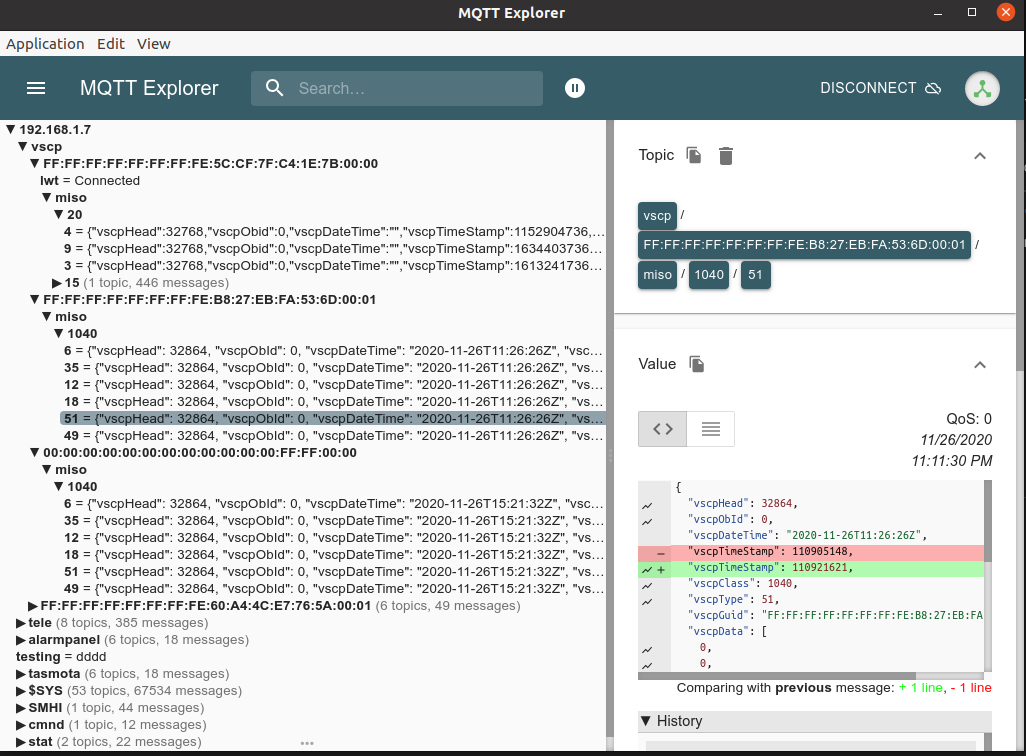 MQTT Explorer
Application Edit View
MQTT Explorer Search... DISCONNECT
▼ 192.168.1.7
▼ vscp
▼ FF:FF:FF:FF:FF:FF:FF:FE:5C:CF:7F:C4:1E:7B:00:00
lwt = Connected
▼ miso
▼ 20
4 = {"vscpHead":32768,"vscpObid":0,"vscpDateTime":"","vscpTimeStamp":1152904736,...
9 = {"vscpHead":32768,"vscpObid":0,"vscpDateTime":"","vscpTimeStamp":1634403736...
3 = {"vscpHead":32768,"vscpObid":0,"vscpDateTime":"","vscpTimeStamp":1613241736...
▶ 15 (1 topic, 446 messages)
▼ FF:FF:FF:FF:FF:FF:FF:FE:B8:27:EB:FA:53:6D:00:01
▼ miso
▼ 1040
6 = {"vscpHead": 32864, "vscpObId": 0, "vscpDateTime": "2020-11-26T11:26:26Z", "vsc...
35 = {"vscpHead": 32864, "vscpObId": 0, "vscpDateTime": "2020-11-26T11:26:26Z", "vs...
12 = {"vscpHead": 32864, "vscpObId": 0, "vscpDateTime": "2020-11-26T11:26:26Z", "vs...
18 = {"vscpHead": 32864, "vscpObId": 0, "vscpDateTime": "2020-11-26T11:26:26Z", "vs...
51 = {"vscpHead": 32864, "vscpObId": 0, "vscpDateTime": "2020-11-26T11:26:26Z", "vs...
49 = {"vscpHead": 32864, "vscpObId": 0, "vscpDateTime": "2020-11-26T11:26:26Z", "vs...
▼ 00:00:00:00:00:00:00:00:00:00:00:00:FF:FF:00:00
▼ miso
▼ 1040
6 = {"vscpHead": 32864, "vscpObId": 0, "vscpDateTime": "2020-11-26T15:21:32Z", "vsc...
35 = {"vscpHead": 32864, "vscpObId": 0, "vscpDateTime": "2020-11-26T15:21:32Z", "vs...
12 = {"vscpHead": 32864, "vscpObId": 0, "vscpDateTime": "2020-11-26T15:21:32Z", "vs...
18 = {"vscpHead": 32864, "vscpObId": 0, "vscpDateTime": "2020-11-26T15:21:32Z", "vs...
51 = {"vscpHead": 32864, "vscpObId": 0, "vscpDateTime": "2020-11-26T15:21:32Z", "vs...
49 = {"vscpHead": 32864, "vscpObId": 0, "vscpDateTime": "2020-11-26T15:21:32Z", "vs...
▶ FF:FF:FF:FF:FF:FF:FF:FE:60:A4:4C:E7:76:5A:00:01 (6 topics, 49 messages)
▶ tele (8 topics, 385 messages)
▶ alarmpanel (6 topics, 18 messages)
testing = dddd
▶ tasmota (6 topics, 18 messages)
▶ $SYS (53 topics, 67534 messages)
▶ SMHI (1 topic, 44 messages)
▶ cmnd (1 topic, 12 messages)
▶ stat (2 topics, 22 messages)
Topic
vscp /
FF:FF:FF:FF:FF:FF:FF:FE:B8:27:EB:FA:53:6D:00:01 /
miso / 1040 / 51
Value
QoS: 0
11/26/2020
11:11:30 PM
{
"vscpHead": 32864,
"vscpObId": 0,
"vscpDateTime": "2020-11-26T11:26:26Z",
- "vscpTimeStamp": 110905148,
+ "vscpTimeStamp": 110921621,
"vscpClass": 1040,
"vscpType": 51,
"vscpGuid": "FF:FF:FF:FF:FF:FF:FF:FE:B8:27:EB:FA
"vscpData": [
0,
0,
Comparing with previous message: + 1 line, - 1 line
▼ History